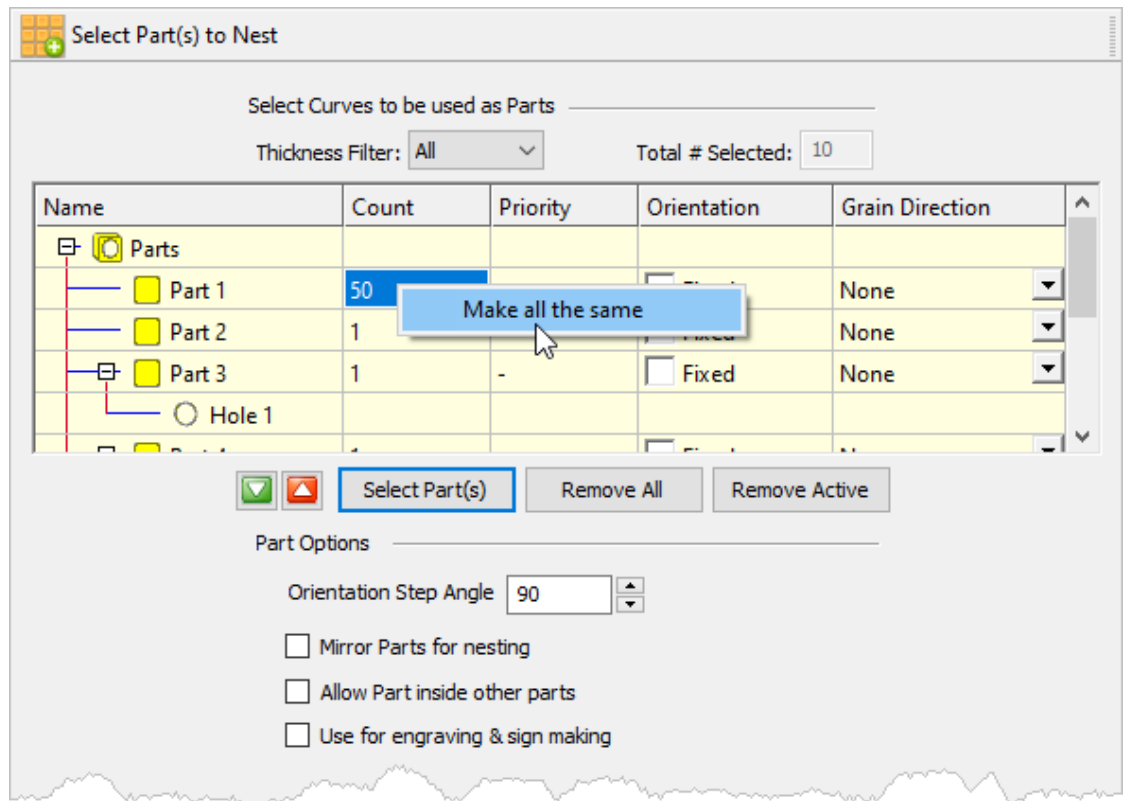 Select Part(s) to Nest
Select Curves to be used as Parts
Thickness Filter: All Total # Selected: 10
Name Count Priority Orientation Grain Direction
Parts
Part 1 50 None
Make all the same
Part 2 1 Fixed None
Part 3 1 - Fixed None
Hole 1
Select Part(s) Remove All Remove Active
Part Options
Orientation Step Angle 90
Mirror Parts for nesting
Allow Part inside other parts
Use for engraving & sign making